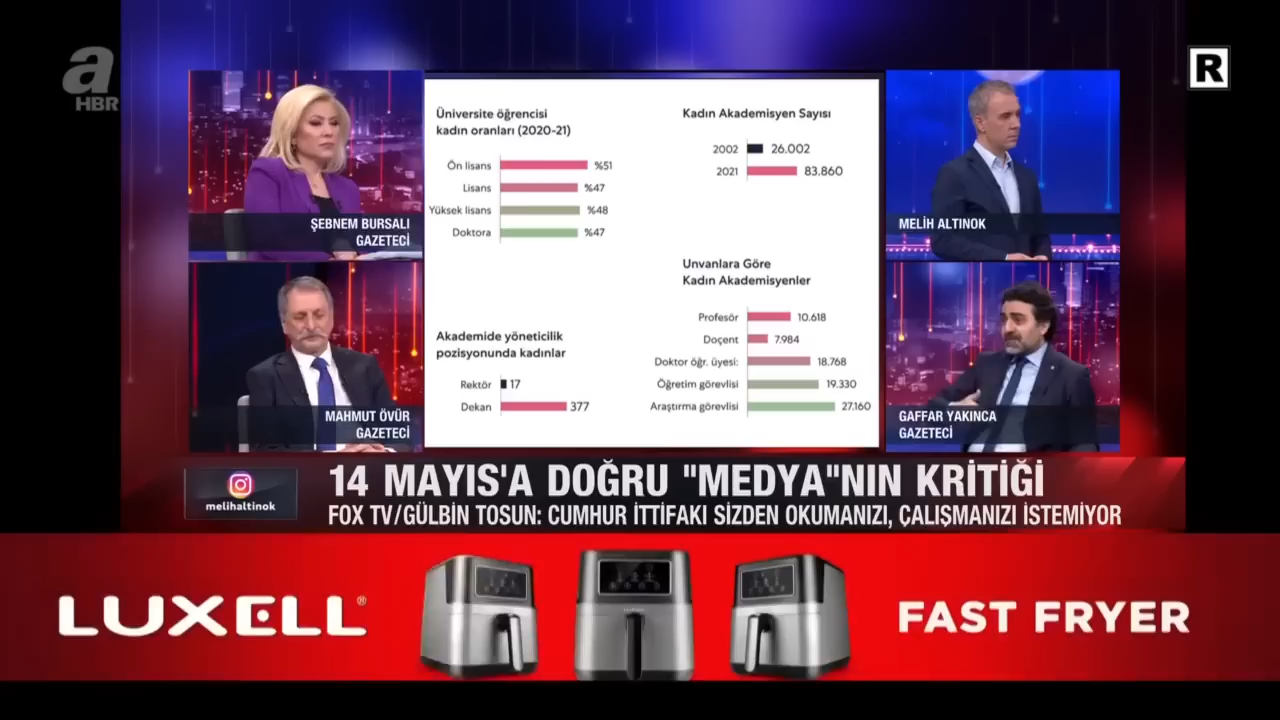 a
HBR
R
Üniversite öğrencisi
kadın oranları (2020-21)
Ön lisans %51
Lisans %47
Yüksek lisans %48
Doktora %47
Akademide yöneticilik
pozisyonunda kadınlar
Rektör 17
Dekan 377
Kadın Akademisyen Sayısı
2002 26.002
2021 83.860
Unvanlara Göre
Kadın Akademisyenler
Profesör 10.618
Doçent 7.984
Doktor öğr. üyesi: 18.768
Öğretim görevlisi 19.330
Araştırma görevlisi 27.160
ŞEBNEM BURSALI
GAZETECİ
MELİH ALTINOK
MAHMUT ÖVÜR
GAZETECİ
GAFFAR YAKINCA
GAZETECİ
melihaltinok
14 MAYIS'A DOĞRU "MEDYA"NIN KRİTİĞİ
FOX TV/GÜLBİN TOSUN: CUMHUR İTTİFAKI SİZDEN OKUMANIZI, ÇALIŞMANIZI İSTEMİYOR
LUXELL®
FAST FRYER